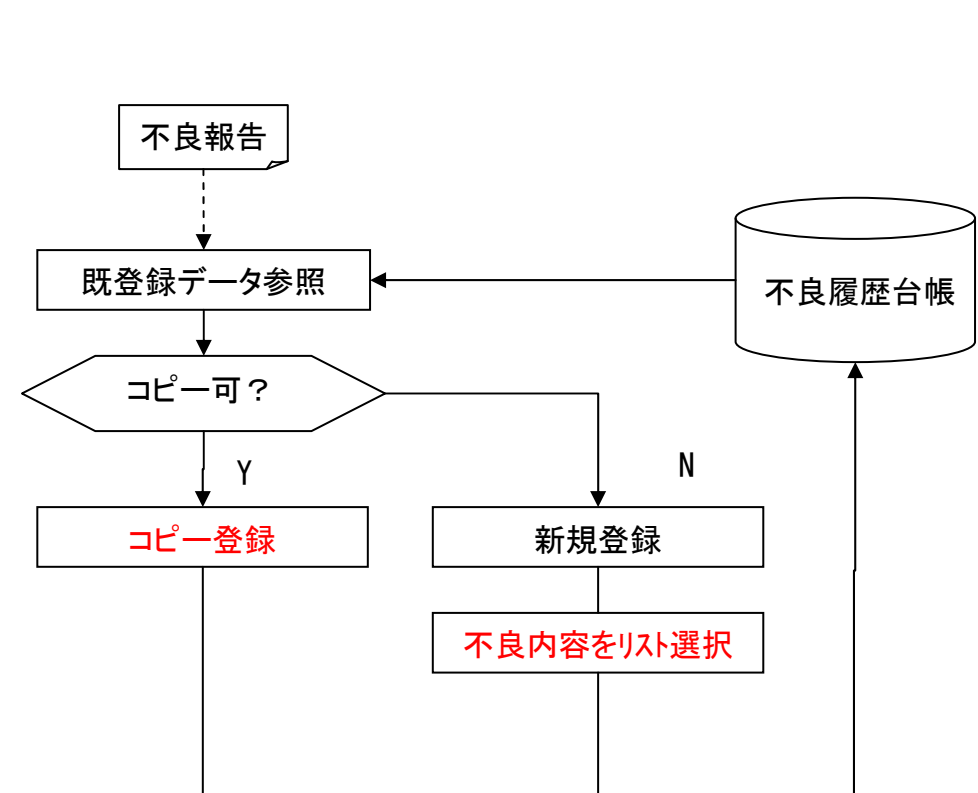 不良報告
既登録データ参照
不良履歴台帳
コピー可？
Y
N
コピー登録
新規登録
不良内容をﾘｽﾄ選択